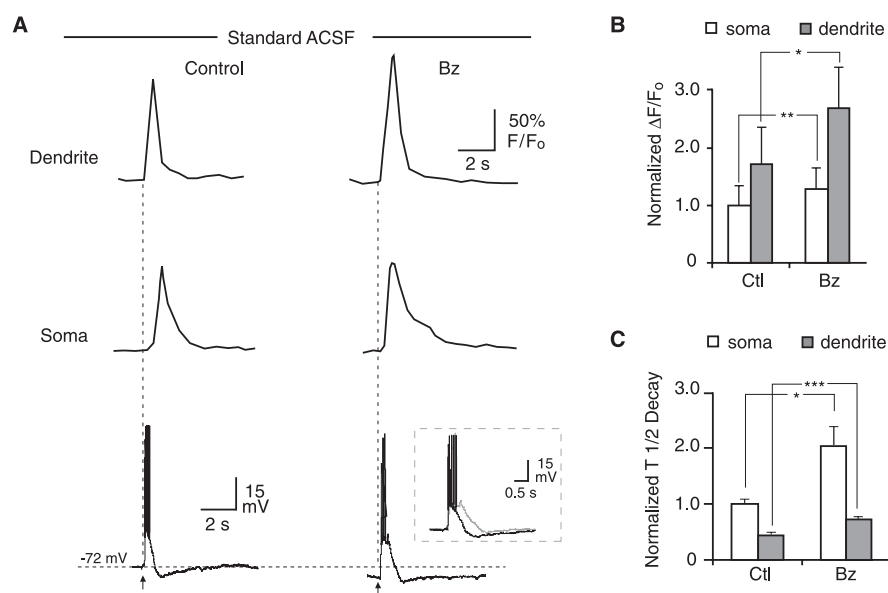 A
Standard ACSF
Control
Bz
Dendrite
50%
F/Fo
2 s
Soma
15
mV
2 s
15
mV
0.5 s
-72 mV
B
soma
dendrite
Normalized ΔF/Fo
3.0
2.0
1.0
0
*
**
Ctl
Bz
C
soma
dendrite
Normalized T 1/2 Decay
3.0
2.0
1.0
0
***
*
Ctl
Bz